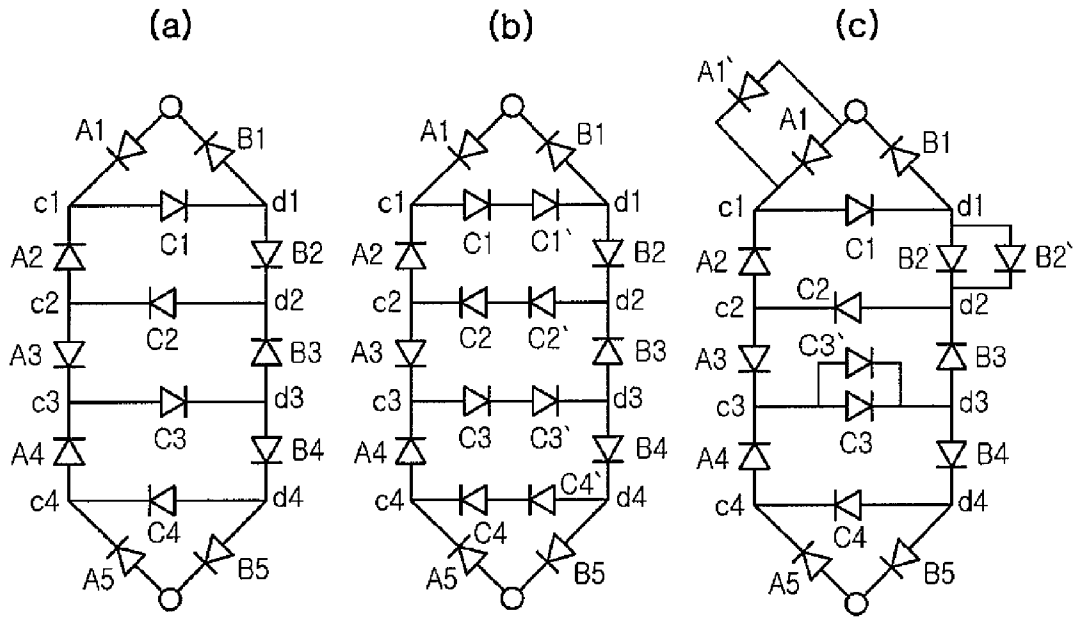 (a) (b) (c)
A1 B1
c1 d1
C1
A2 B2
c2 d2
C2
A3 B3
c3 d3
C3
A4 B4
c4 d4
C4
A5 B5
A1 B1
c1 d1
C1 C1`
A2 B2
c2 d2
C2 C2`
A3 B3
c3 d3
C3 C3`
A4 B4
c4 C4` d4
C4
A5 B5
A1`
A1 B1
c1 d1
C1
A2 B2 B2`
c2 C2 d2
A3 C3` B3
c3 d3
C3
A4 B4
c4 d4
C4
A5 B5